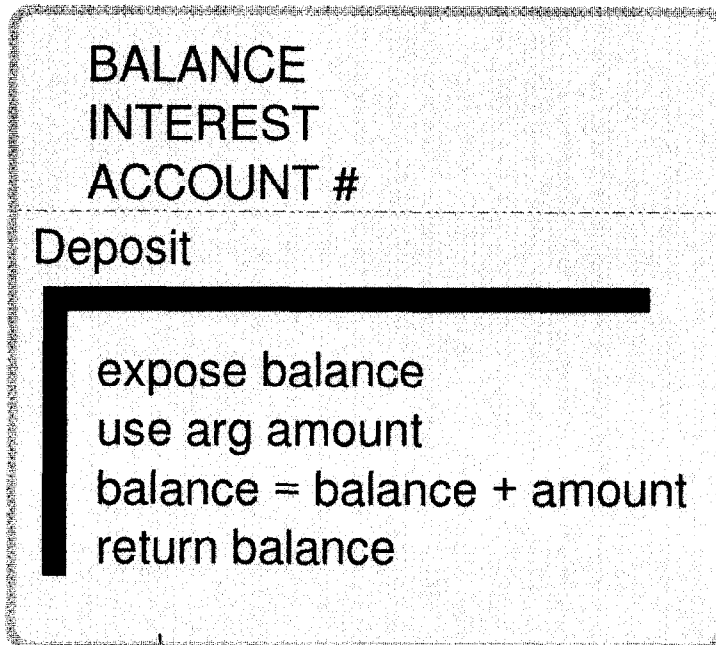 BALANCE
INTEREST
ACCOUNT #
Deposit
expose balance
use arg amount
balance = balance + amount
return balance